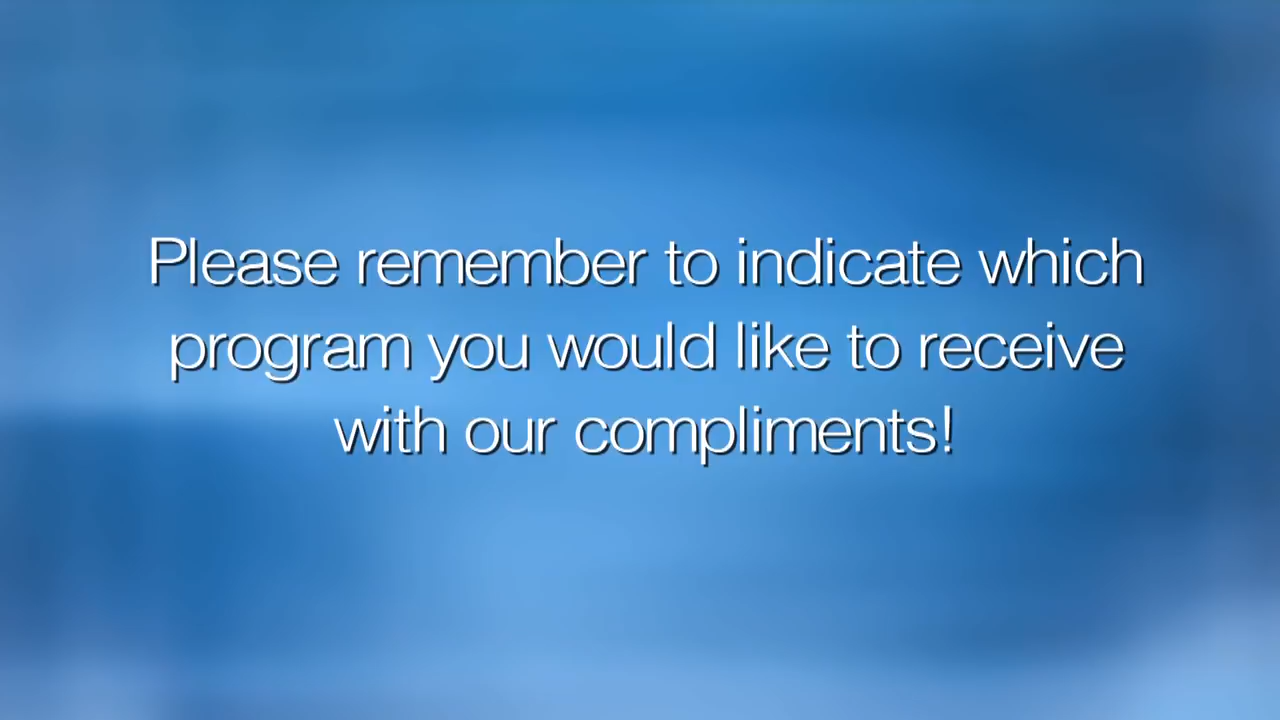 Please remember to indicate which
program you would like to receive
with our compliments!